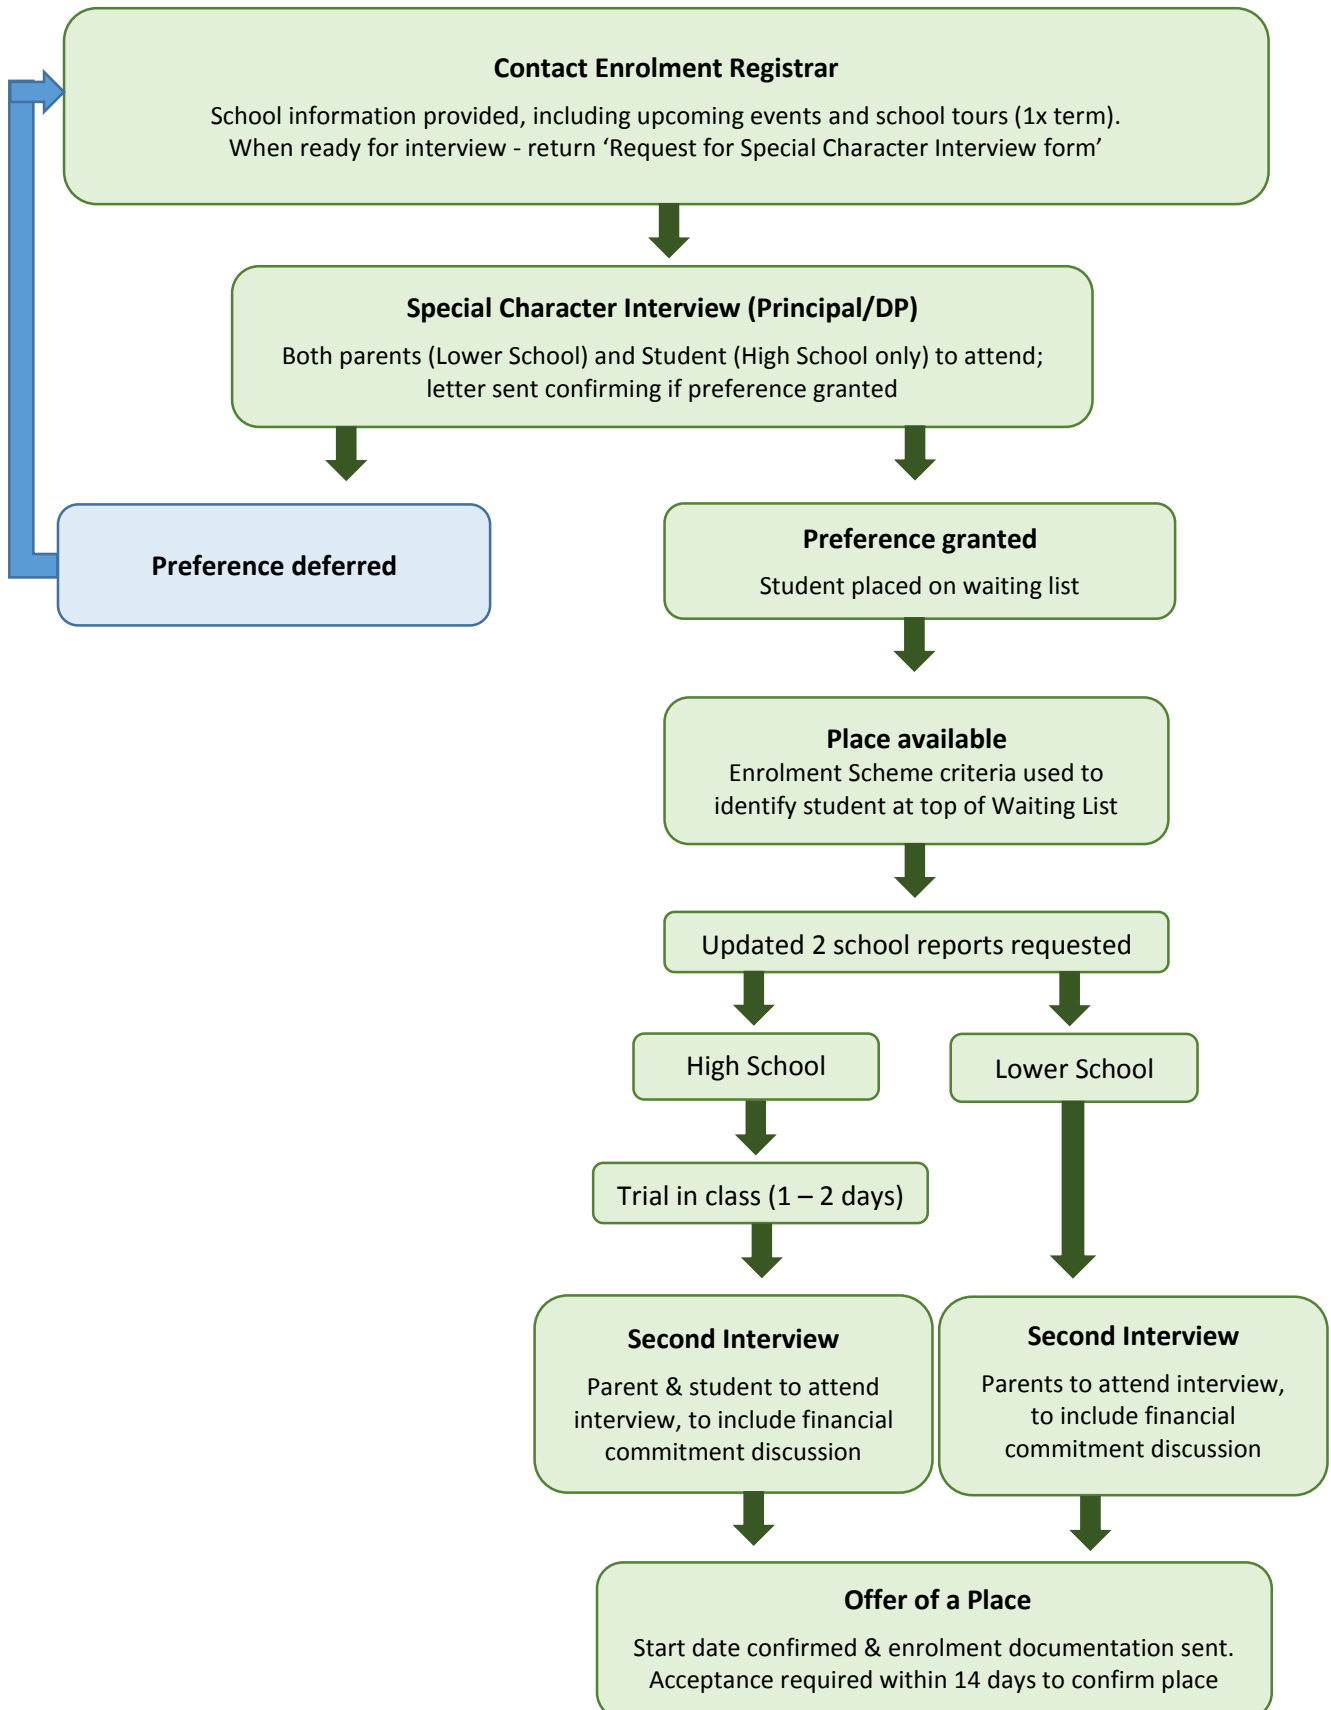 Contact Enrolment Registrar
School information provided, including upcoming events and school tours (1x term).
When ready for interview - return ‘Request for Special Character Interview form’
Special Character Interview (Principal/DP)
Both parents (Lower School) and Student (High School only) to attend;
letter sent confirming if preference granted
Preference deferred
Preference granted
Student placed on waiting list
Place available
Enrolment Scheme criteria used to
identify student at top of Waiting List
Updated 2 school reports requested
High School
Lower School
Trial in class (1 – 2 days)
Second Interview
Parent & student to attend
interview, to include financial
commitment discussion
Second Interview
Parents to attend interview,
to include financial
commitment discussion
Offer of a Place
Start date confirmed & enrolment documentation sent.
Acceptance required within 14 days to confirm place